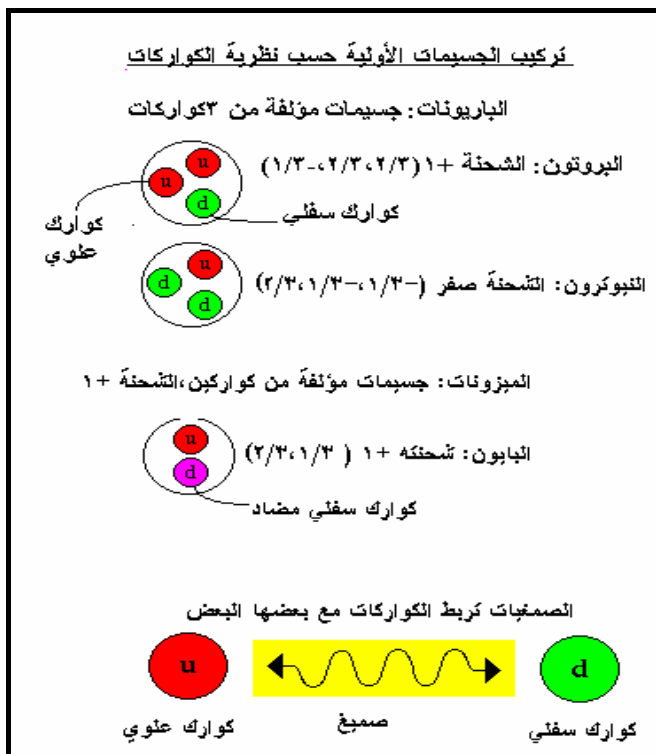 تركيب الجسيمات الأولية حسب نظرية الكواركات
الباريونات: جسيمات مؤلفة من ٣كواركات
البروتون: الشحنة +١ (٢/٣،٢/٣،-١/٣)
u
u
d
كوارك سفلي
كوارك
علوي
النيوترون: الشحنة صفر (-١/٣،-١/٣،٢/٣)
u
d
d
الميزونات: جسيمات مؤلفة من كواركين،الشحنة +١
البايون: شحنته +١ ( ٢/٣،١/٣)
u
d
كوارك سفلي مضاد
الصمغيات تربط الكواركات مع بعضها البعض
u
d
كوارك علوي
صميغ
كوارك سفلي